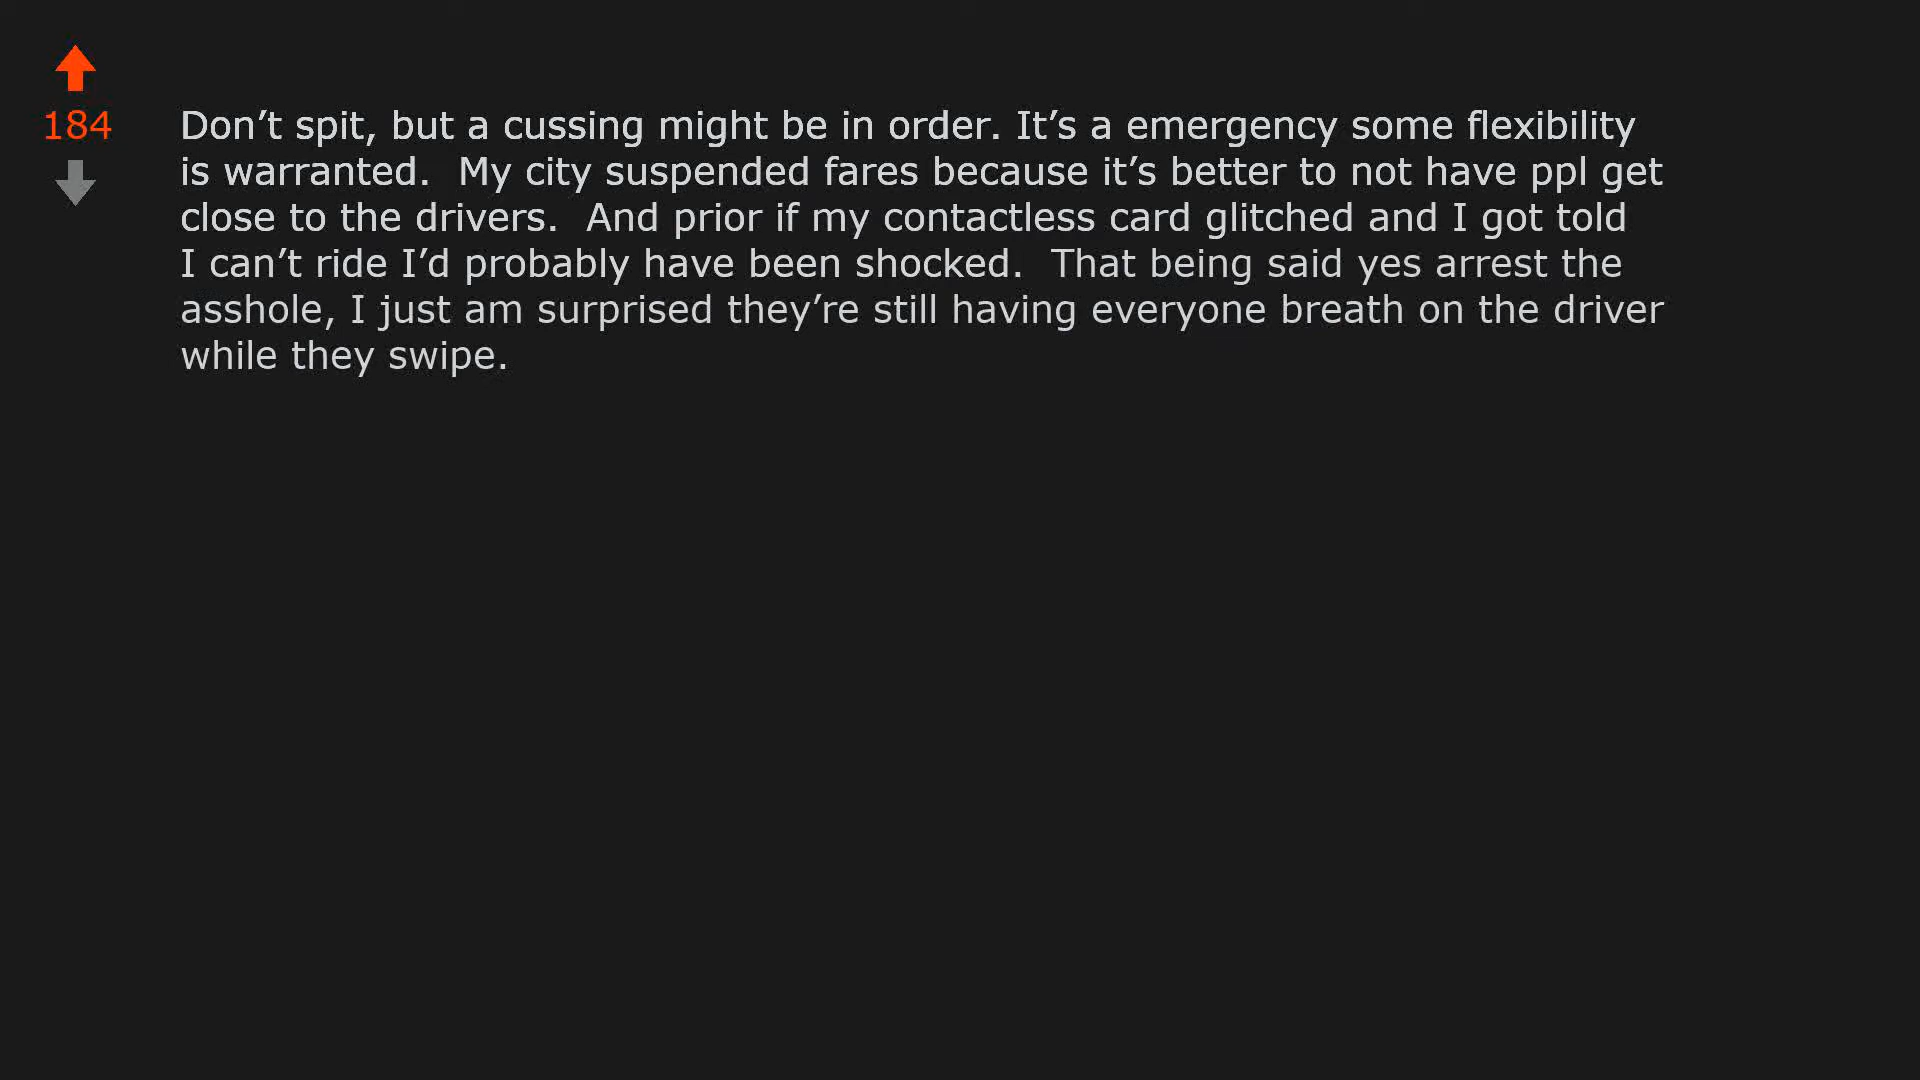 184
Don’t spit, but a cussing might be in order. It’s a emergency some flexibility
is warranted.  My city suspended fares because it’s better to not have ppl get
close to the drivers.  And prior if my contactless card glitched and I got told
I can’t ride I’d probably have been shocked.  That being said yes arrest the
asshole, I just am surprised they’re still having everyone breath on the driver
while they swipe.